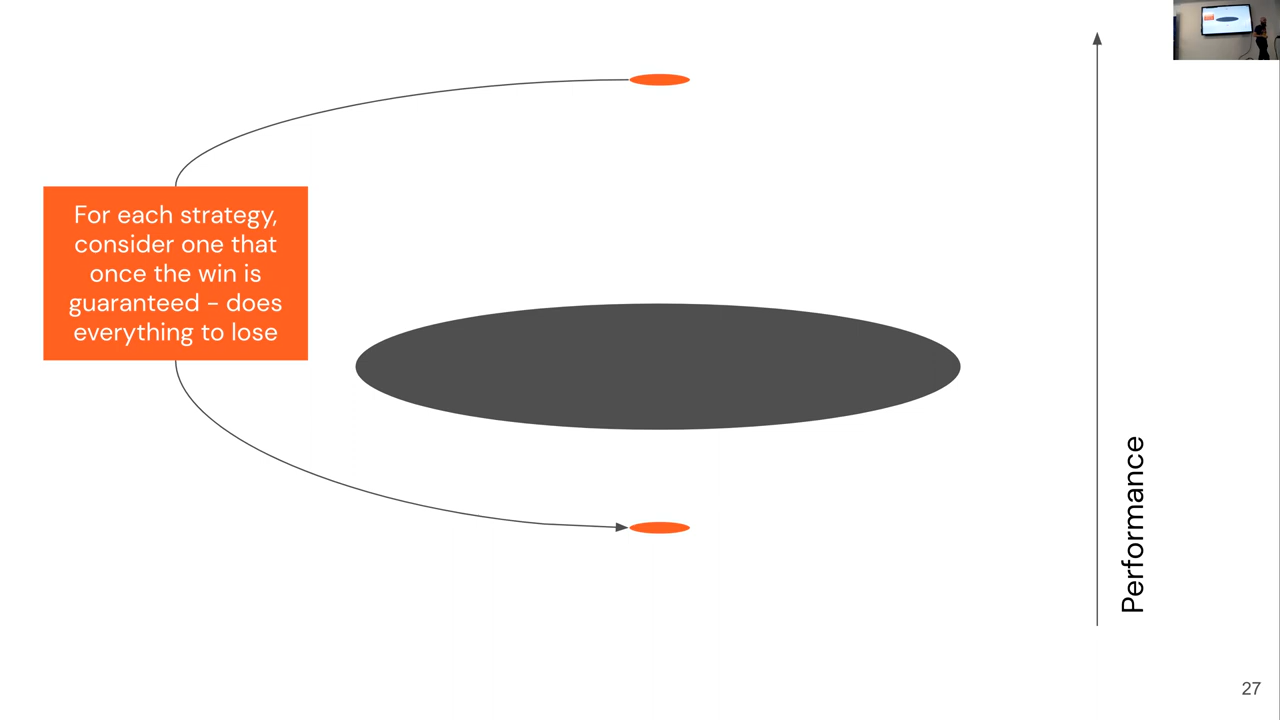 For each strategy,
consider one that
once the win is
guaranteed - does
everything to lose
Performance
27